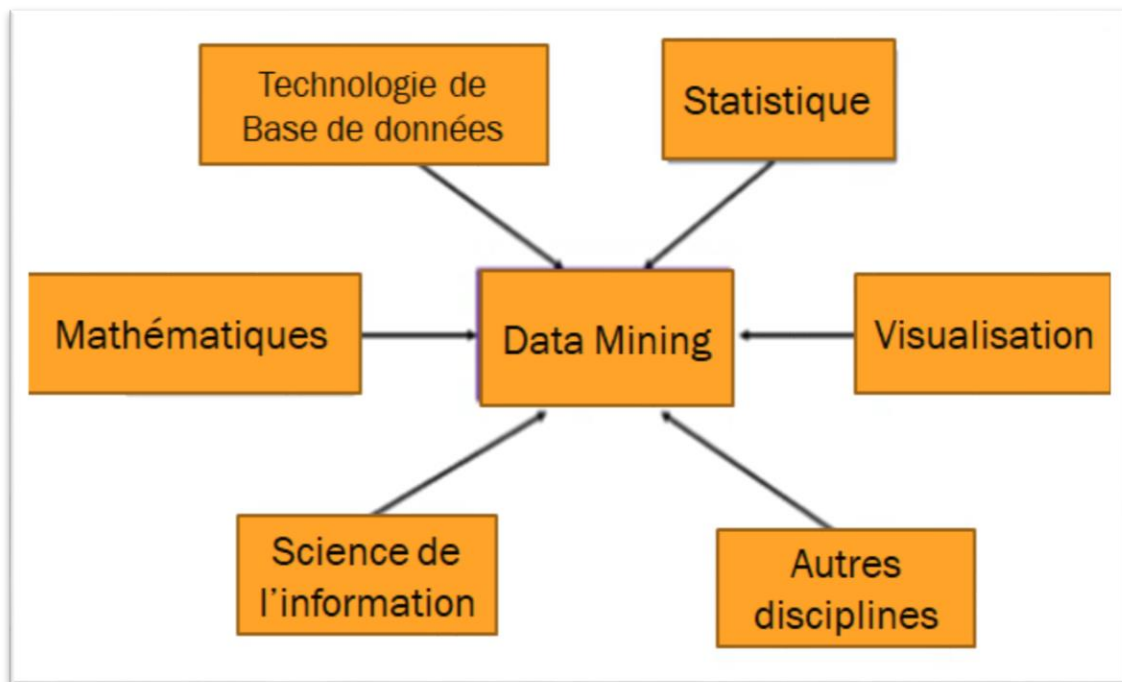 Technologie de
Base de données
Statistique
Mathématiques
Data Mining
Visualisation
Science de
l'information
Autres
disciplines